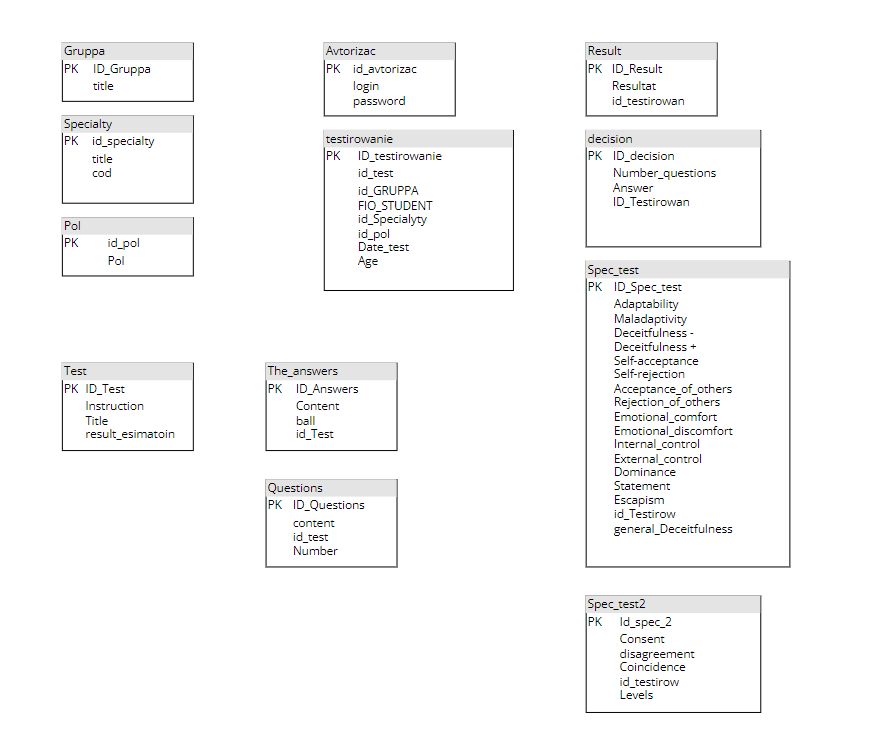 Gruppa
PK ID_Gruppa
title
Specialty
PK id_specialty
title
cod
Pol
PK id_pol
Pol
Avtorizac
PK id_avtorizac
login
password
testirowanie
PK ID_testirowanie
id_test
id_GRUPPA
FIO_STUDENT
id_Specialyty
id_pol
Date_test
Age
Result
PK ID_Result
Resultat
id_testirowan
decision
PK ID_decision
Number_questions
Answer
ID_Testirowan
Spec_test
PK ID_Spec_test
Adaptability
Maladaptivity
Deceitfulness -
Deceitfulness +
Self-acceptance
Self-rejection
Acceptance_of_others
Rejection_of_others
Emotional_comfort
Emotional_discomfort
Internal_control
External_control
Dominance
Statement
Escapism
id_Testirow
general_Deceitfulness
Test
PK ID_Test
Instruction
Title
result_esimatoin
The_answers
PK ID_Answers
Content
ball
id_Test
Questions
PK ID_Questions
content
id_test
Number
Spec_test2
PK Id_spec_2
Consent
disagreement
Coincidence
id_testirow
Levels